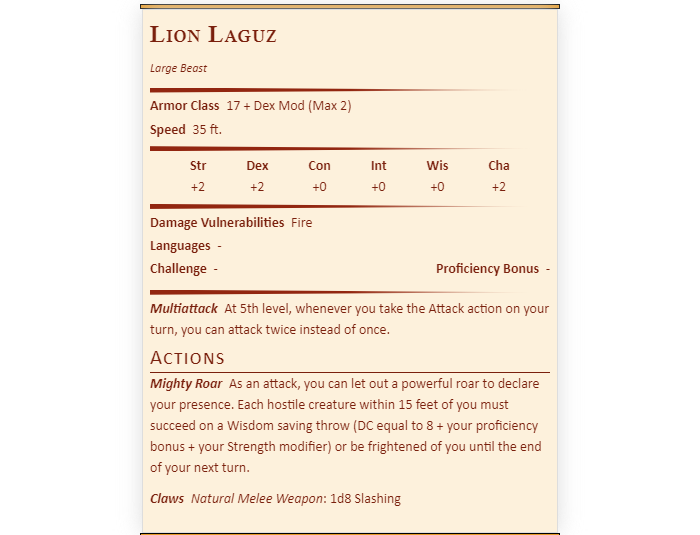 Lion Laguz
Large Beast
Armor Class 17 + Dex Mod (Max 2)
Speed 35 ft.
Str Dex Con Int Wis Cha
+2 +2 +0 +0 +0 +2
Damage Vulnerabilities Fire
Languages -
Challenge - Proficiency Bonus -
Multiattack At 5th level, whenever you take the Attack action on your
turn, you can attack twice instead of once.
Actions
Mighty Roar As an attack, you can let out a powerful roar to declare
your presence. Each hostile creature within 15 feet of you must
succeed on a Wisdom saving throw (DC equal to 8 + your proficiency
bonus + your Strength modifier) or be frightened of you until the end
of your next turn.
Claws Natural Melee Weapon: 1d8 Slashing